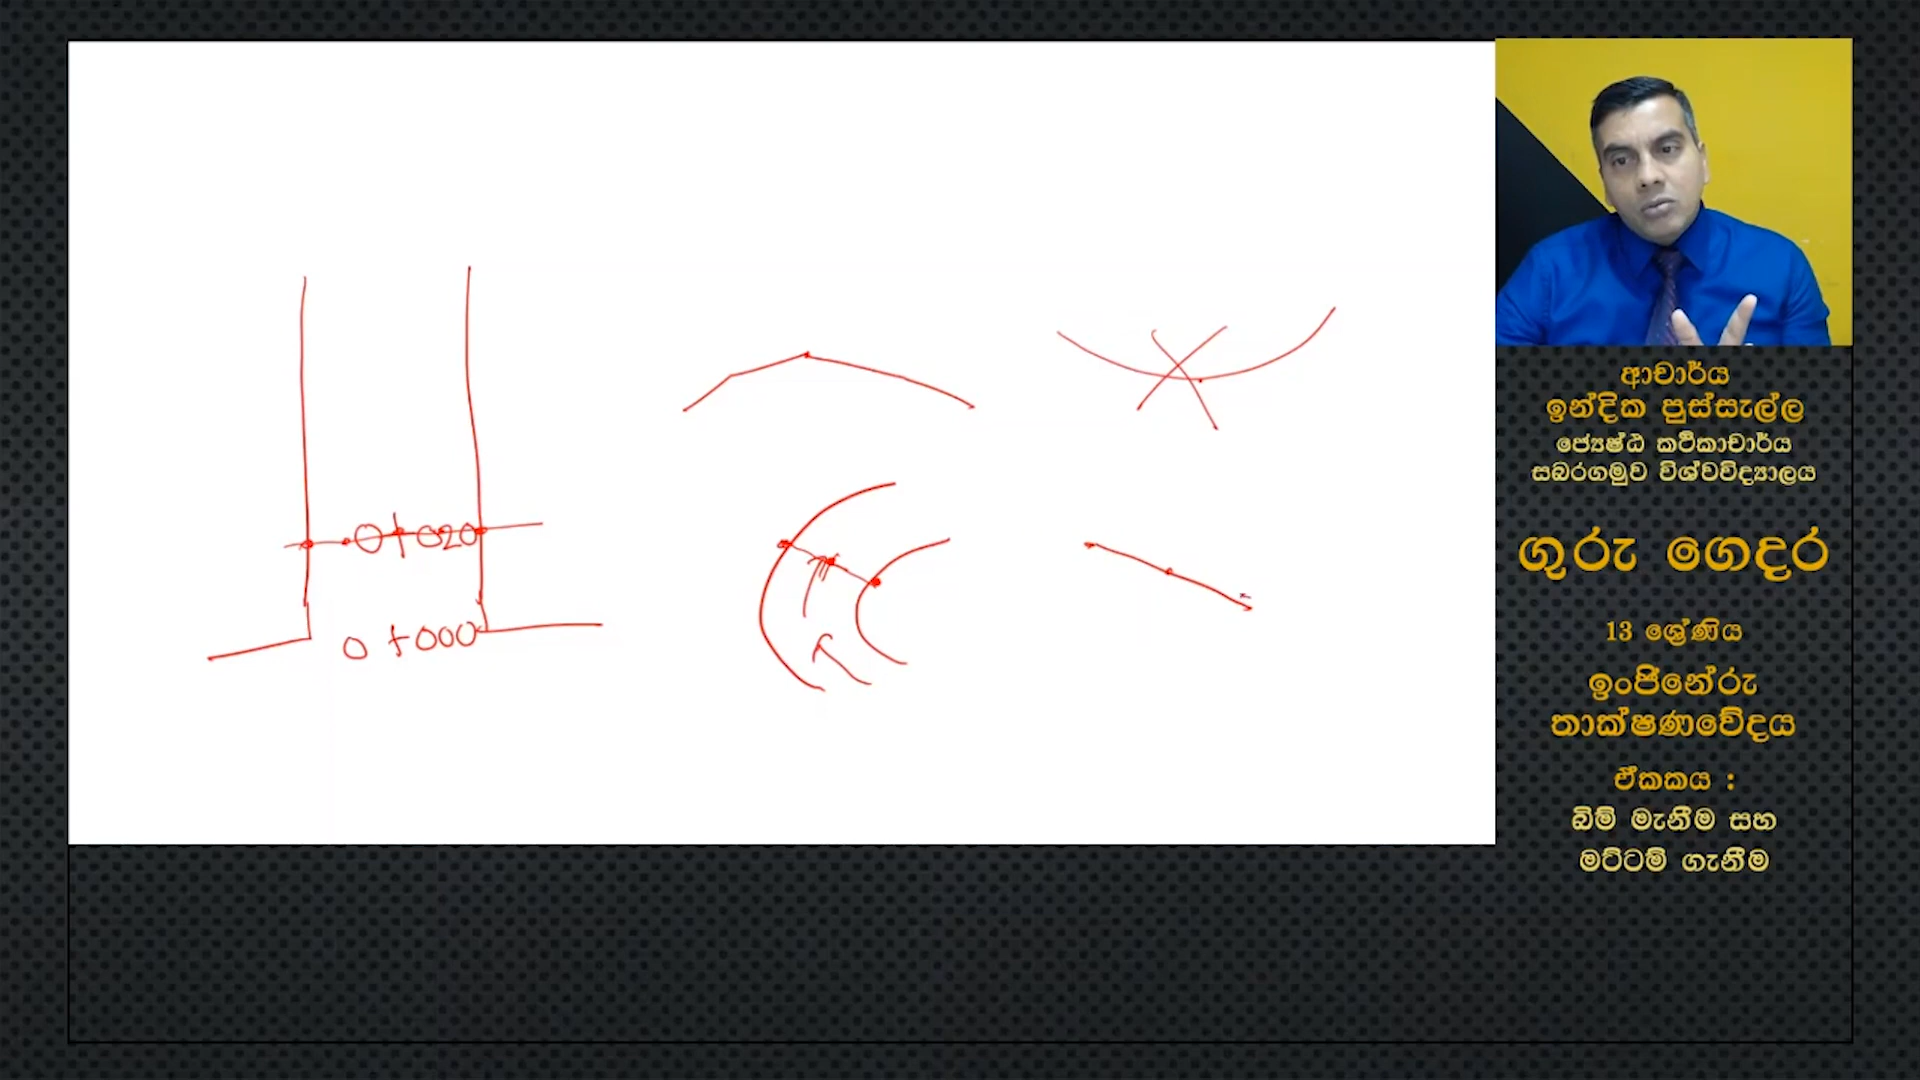 0+020
0+000
ආචාර්ය
ඉන්දික පුස්සැල්ල
ජ්‍යෙෂ්ඨ කථිකාචාර්ය
සබරගමුව විශ්වවිද්‍යාලය
ගුරු ගෙදර
13 ශ්‍රේණිය
ඉංජිනේරු
තාක්ෂණවේදය
ඒකකය :
බිම් මැනීම සහ
මට්ටම් ගැනීම